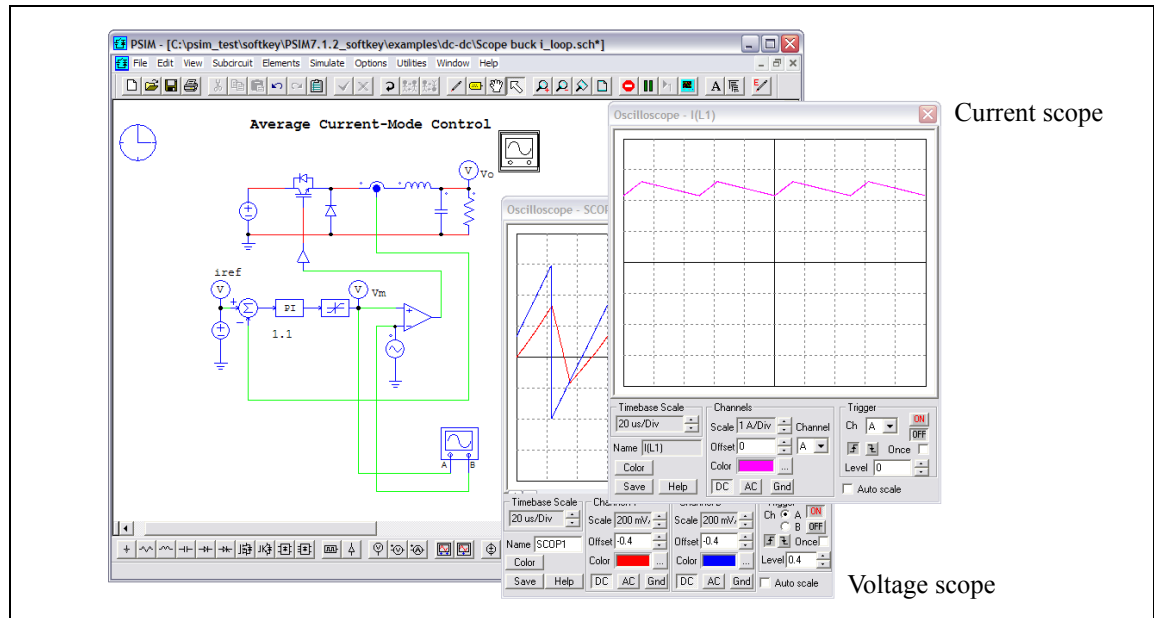 PSIM - [C:\psim_test\softkey\PSIM7.1.2_softkey\examples\dc-dc\Scope buck i_loop.sch*]
File Edit View Subcircuit Elements Simulate Options Utilities Window Help
Average Current-Mode Control
V Vo
iref
V
V Vm
PI
1.1
A B
Oscilloscope - I(L1)
Current scope
Timebase Scale
20 us/Div
Name I(L1)
Color
Save Help
Channels
Scale 1 A/Div Channel
Offset 0 A
Color ...
DC AC Gnd
Trigger
Ch A ON
OFF
Once
Level 0
Auto scale
Oscilloscope - SCOP
Timebase Scale
20 us/Div
Name SCOP1
Color
Save Help
Scale 200 mV/
Offset -0.4
Color ...
DC AC Gnd
Scale 200 mV/
Offset -0.4
Color ...
DC AC Gnd
Ch A ON
B OFF
Once
Level 0.4
Auto scale
Voltage scope